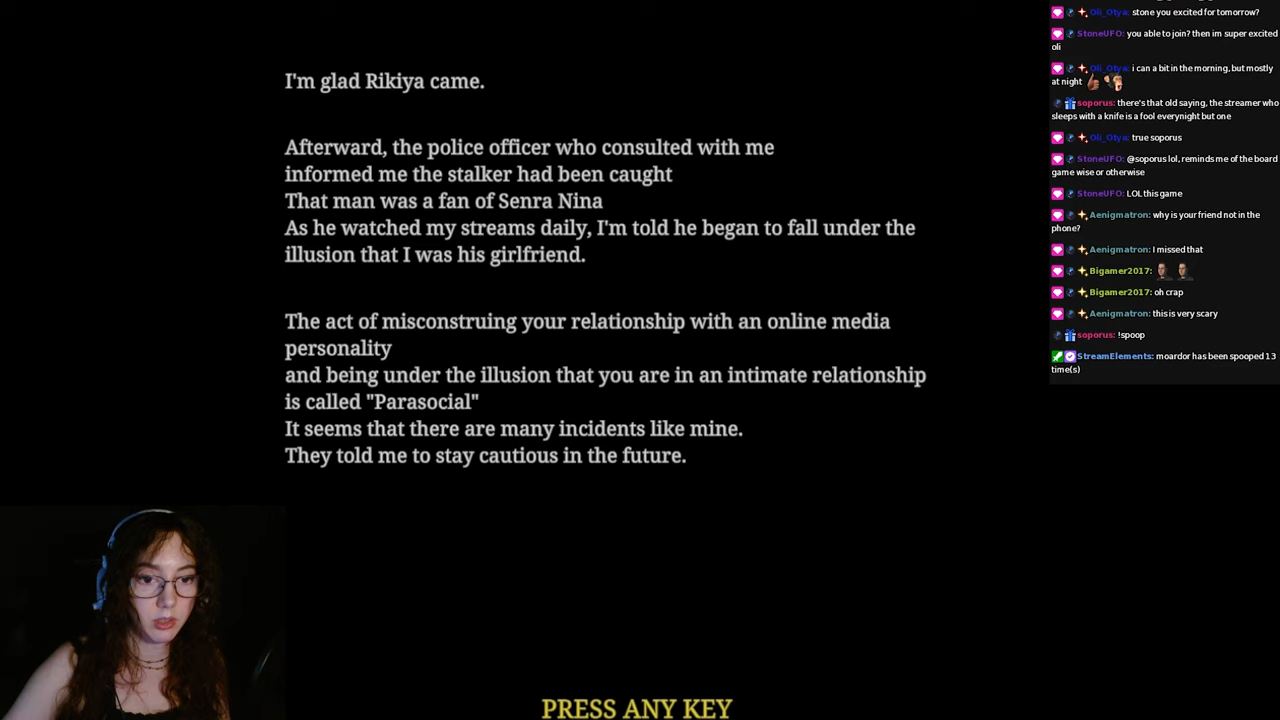 I'm glad Rikiya came.
Afterward, the police officer who consulted with me
informed me the stalker had been caught
That man was a fan of Senra Nina
As he watched my streams daily, I'm told he began to fall under the
illusion that I was his girlfriend.
The act of misconstruing your relationship with an online media
personality
and being under the illusion that you are in an intimate relationship
is called "Parasocial"
It seems that there are many incidents like mine.
They told me to stay cautious in the future.
PRESS ANY KEY
Oli_Otya: stone you excited for tomorrow?
StoneUFO: you able to join? then im super excited
oli
Oli_Otya: i can a bit in the morning, but mostly
at night
soporus: there's that old saying, the streamer who
sleeps with a knife is a fool everynight but one
Oli_Otya: true soporus
StoneUFO: @soporus lol, reminds me of the board
game wise or otherwise
StoneUFO: LOL this game
Aenigmatron: why is your friend not in the
phone?
Aenigmatron: I missed that
Bigamer2017:
Bigamer2017: oh crap
Aenigmatron: this is very scary
soporus: !spoop
StreamElements: moardor has been spooped 13
time(s)